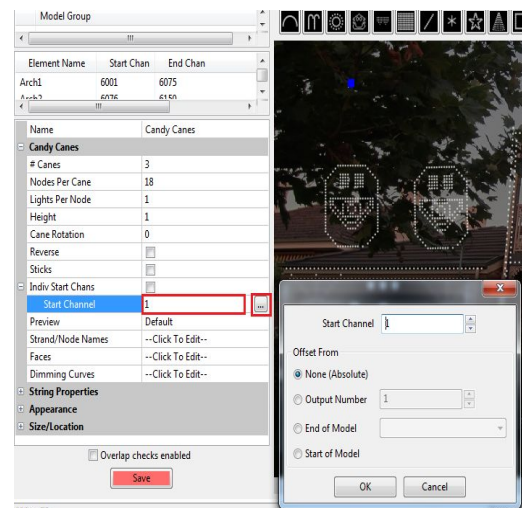 Model Group
Element Name Start Chan End Chan
Arch1 6001 6075
Arch2 6076 6150
Name Candy Canes
Candy Canes
# Canes 3
Nodes Per Cane 18
Lights Per Node 1
Height 1
Cane Rotation 0
Reverse
Sticks
Indiv Start Chans
Start Channel 1 ...
Preview Default
Strand/Node Names --Click To Edit--
Faces --Click To Edit--
Dimming Curves --Click To Edit--
String Properties
Appearance
Size/Location
Overlap checks enabled
Save
Start Channel 1
Offset From
None (Absolute)
Output Number 1
End of Model
Start of Model
OK Cancel